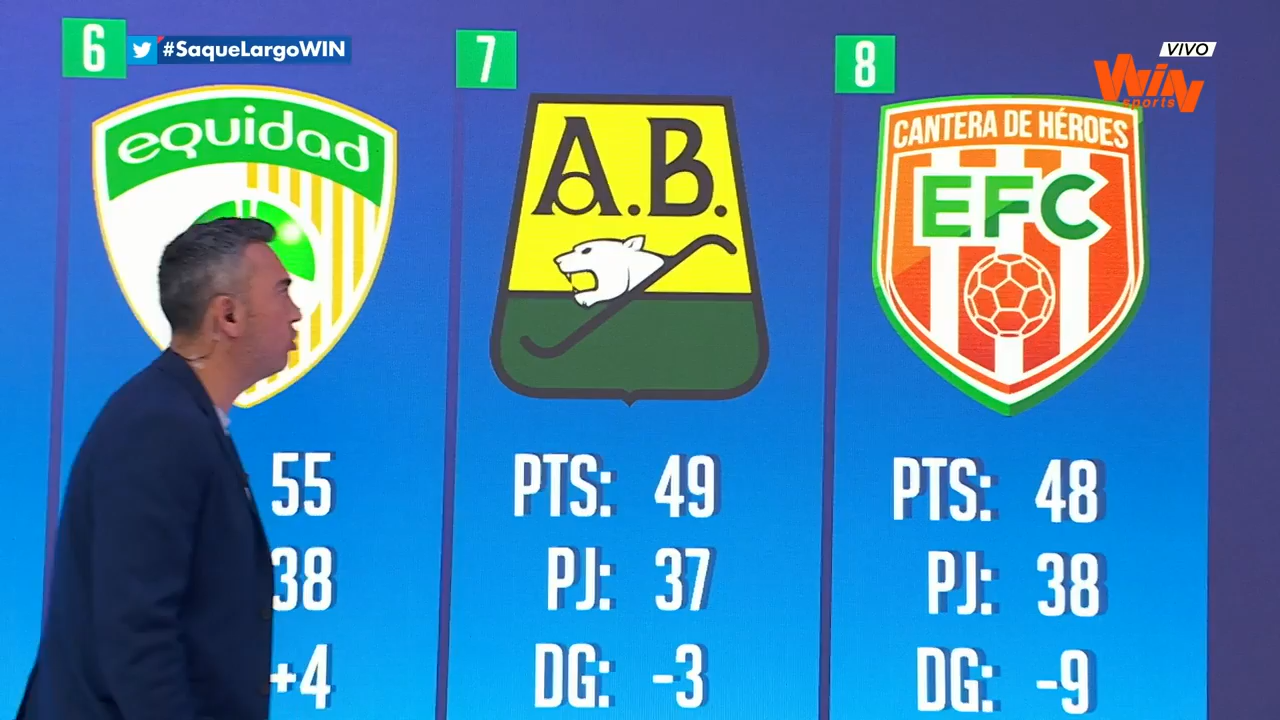 6
#SaqueLargoWIN
7
8
VIVO
WIN
sports
equidad
A.B.
CANTERA DE HÉROES
EFC
55
38
+4
PTS: 49
PJ: 37
DG: -3
PTS: 48
PJ: 38
DG: -9